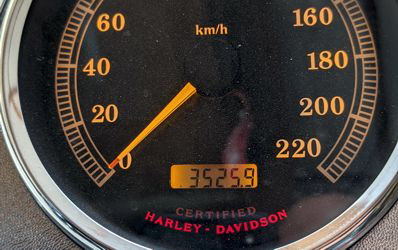 60 km/h 160
40 180
20 200
0 3525.9 220
CERTIFIED
HARLEY-DAVIDSON